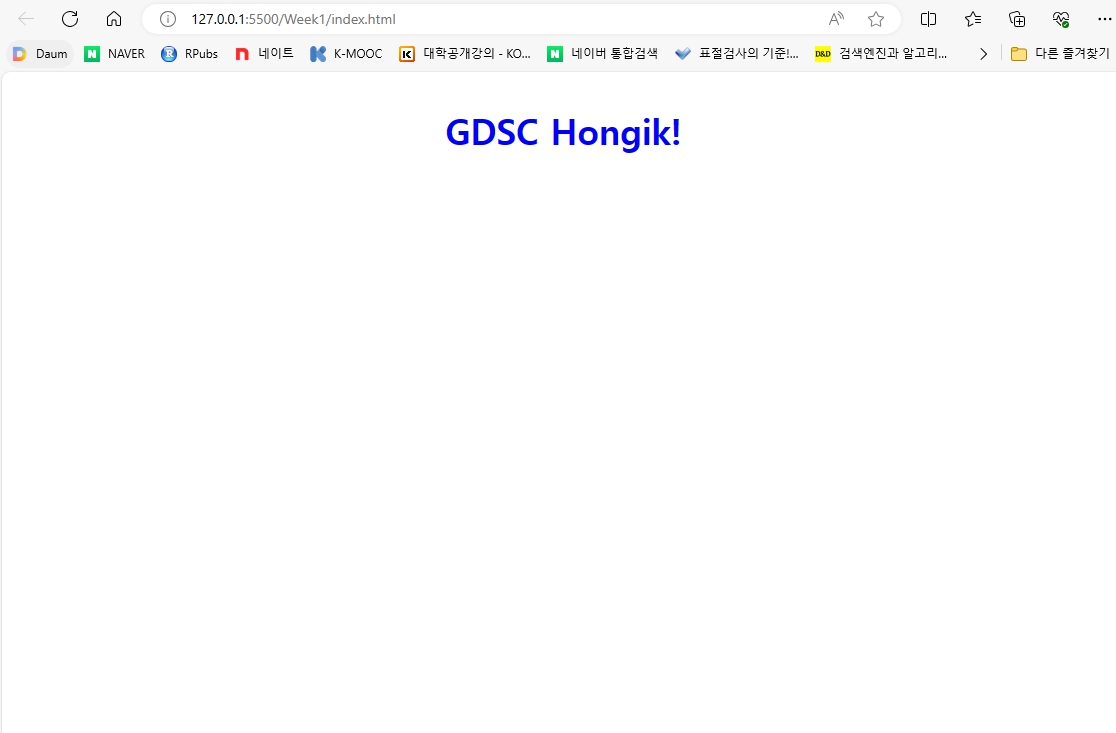 127.0.0.1:5500/Week1/index.html
Daum NAVER RPubs 네이트 K-MOOC 대학공개강의 - KO... 네이버 통합검색 표절검사의 기준!... D&D 검색엔진과 알고리... 다른 즐겨찾기
GDSC Hongik!